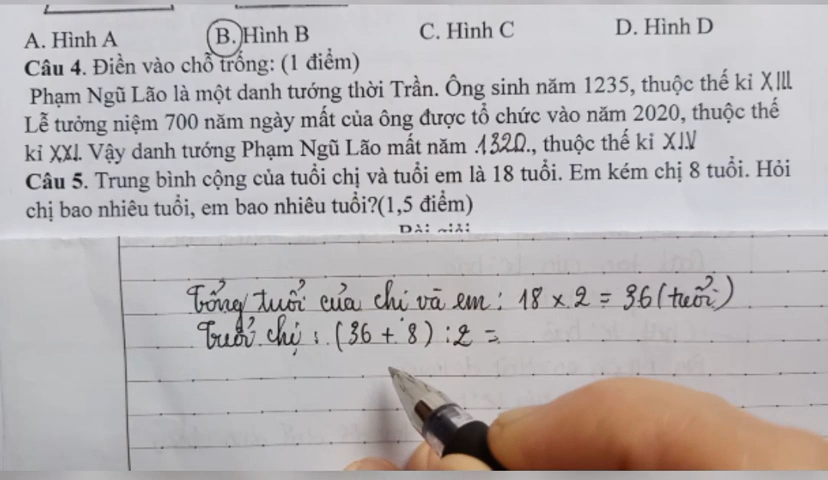 A. Hình A B. Hình B C. Hình C D. Hình D
Câu 4. Điền vào chỗ trống: (1 điểm)
Phạm Ngũ Lão là một danh tướng thời Trần. Ông sinh năm 1235, thuộc thế kỉ XIII
Lễ tưởng niệm 700 năm ngày mất của ông được tổ chức vào năm 2020, thuộc thế
kỉ XXI. Vậy danh tướng Phạm Ngũ Lão mất năm .1320., thuộc thế kỉ XIV
Câu 5. Trung bình cộng của tuổi chị và tuổi em là 18 tuổi. Em kém chị 8 tuổi. Hỏi
chị bao nhiêu tuổi, em bao nhiêu tuổi?(1,5 điểm)
Bài giải:
Tổng tuổi của chị và em: 18 x 2 = 36 (tuổi)
Tuổi chị: (36 + 8) : 2 =